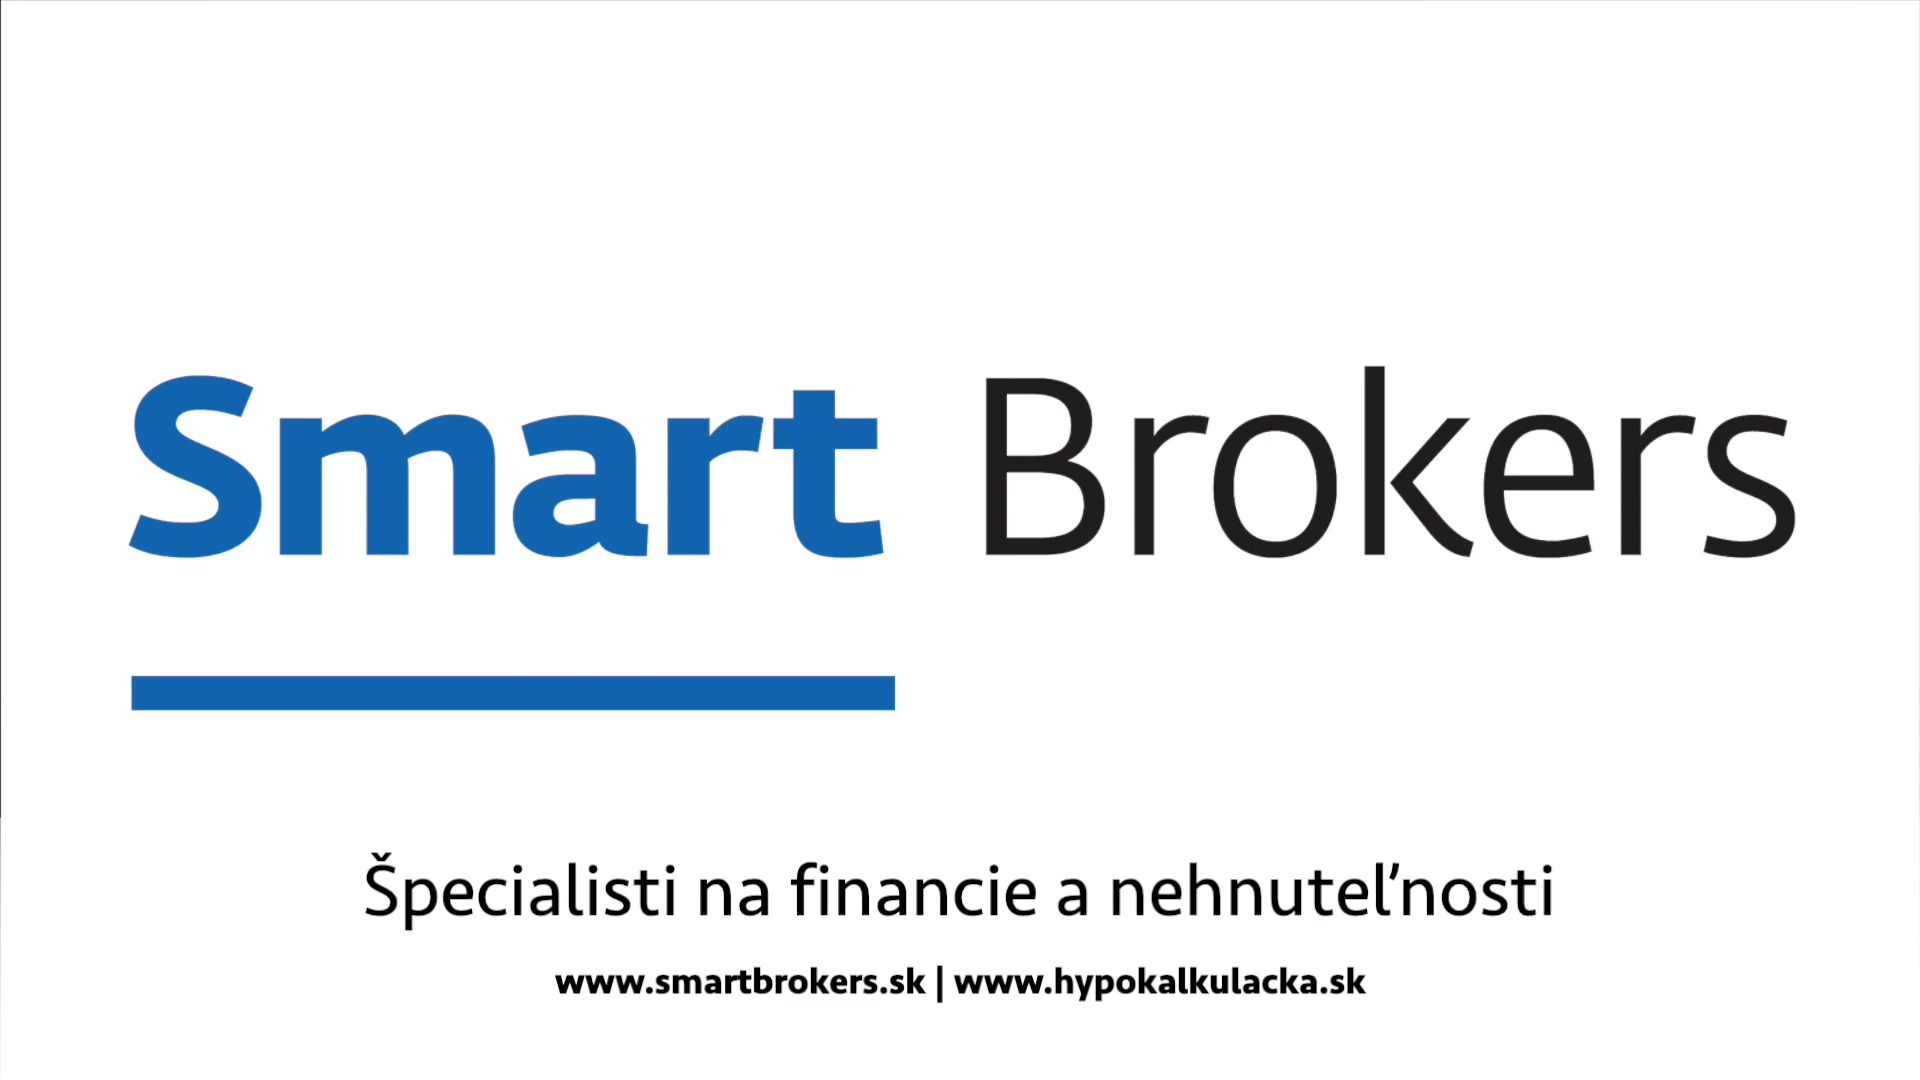 Smart Brokers
Špecialisti na financie a nehnuteľnosti
www.smartbrokers.sk | www.hypokalkulacka.sk